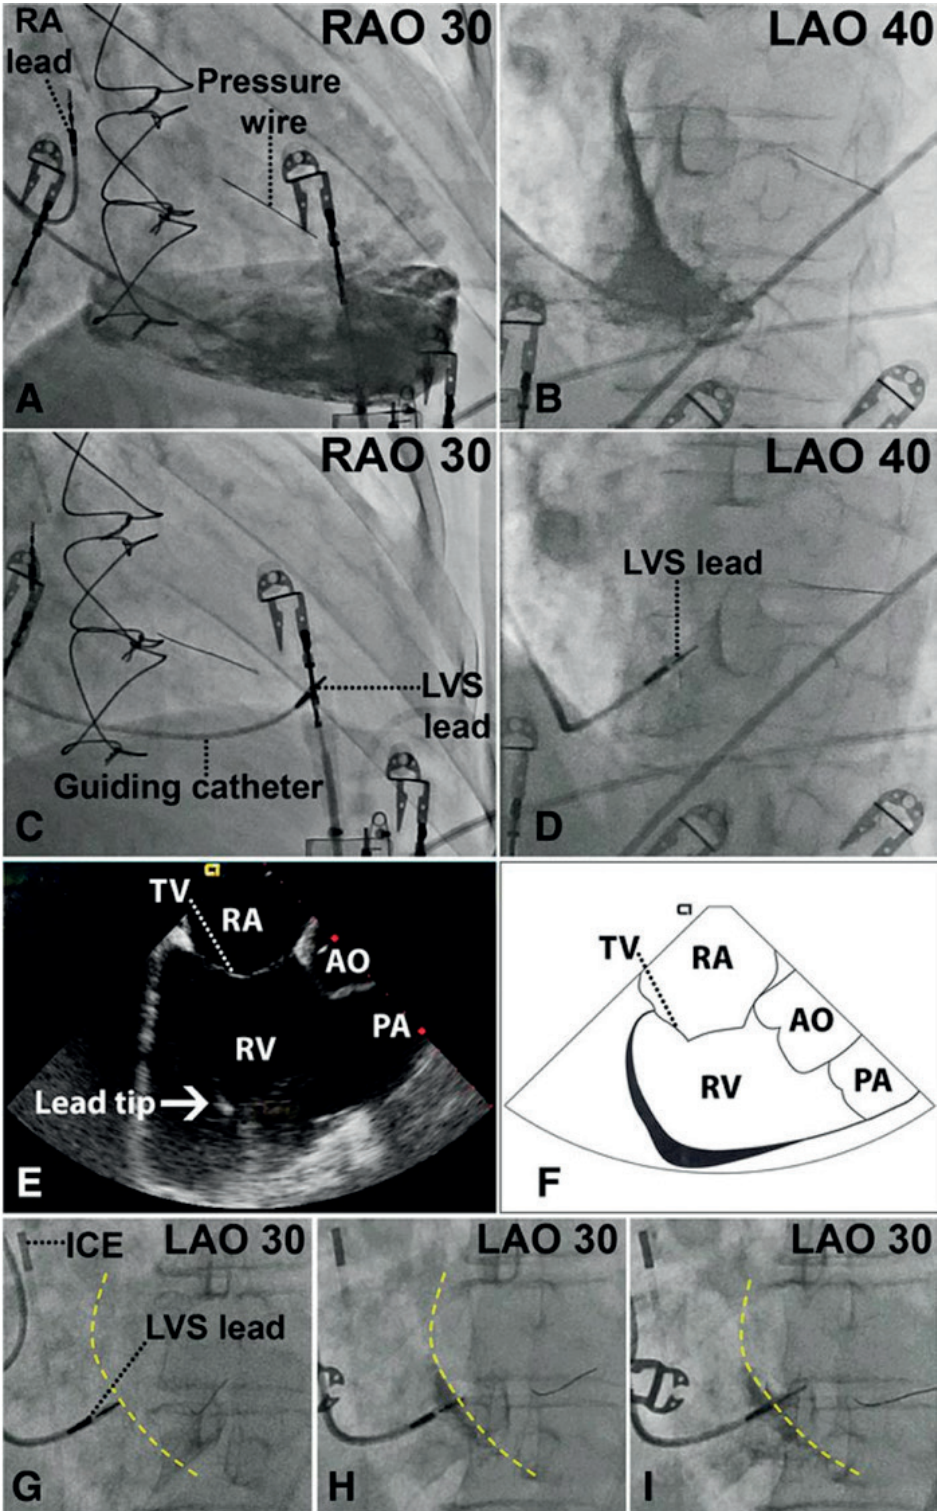 RA
lead
RAO 30
Pressure
wire
A
LAO 40
B
RAO 30
LVS
lead
Guiding catheter
C
LAO 40
LVS lead
D
TV
RA
AO
PA
RV
Lead tip
E
TV
RA
AO
PA
RV
F
ICE
LAO 30
LVS lead
G
LAO 30
H
LAO 30
I